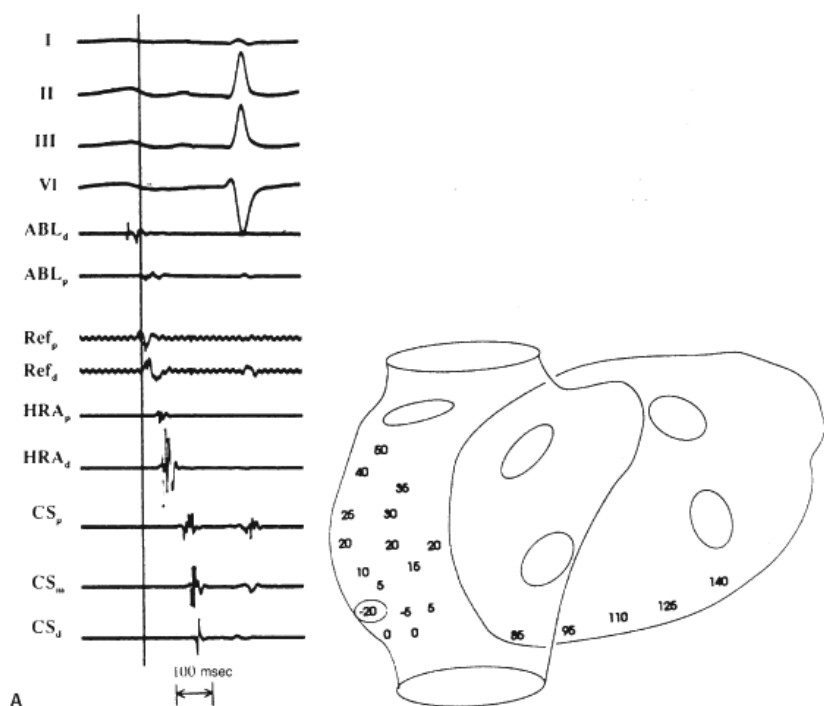 I
II
III
VI
ABLd
ABLp
Refp
Refd
HRAp
HRAd
CSp
CSm
CSd
100 msec
A
50
40
35
25 30
20 20 20
10 15
5
-20 -5 5
0 0
85 95 110 125 140